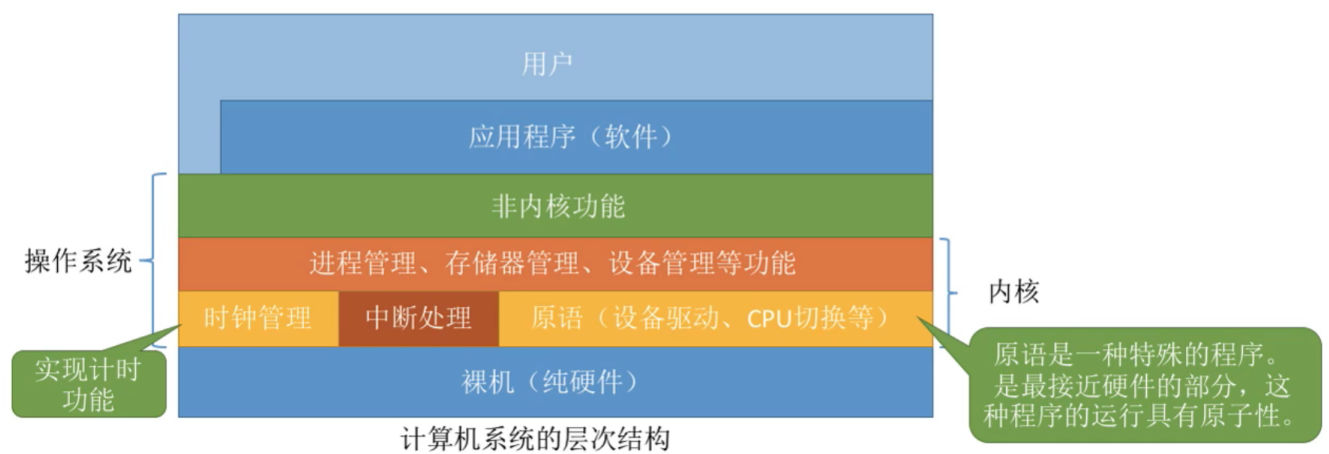 用户
应用程序（软件）
非内核功能
操作系统
进程管理、存储器管理、设备管理等功能
内核
时钟管理
中断处理
原语（设备驱动、CPU切换等）
实现计时
功能
裸机（纯硬件）
原语是一种特殊的程序。
是最接近硬件的部分，这
种程序的运行具有原子性。
计算机系统的层次结构